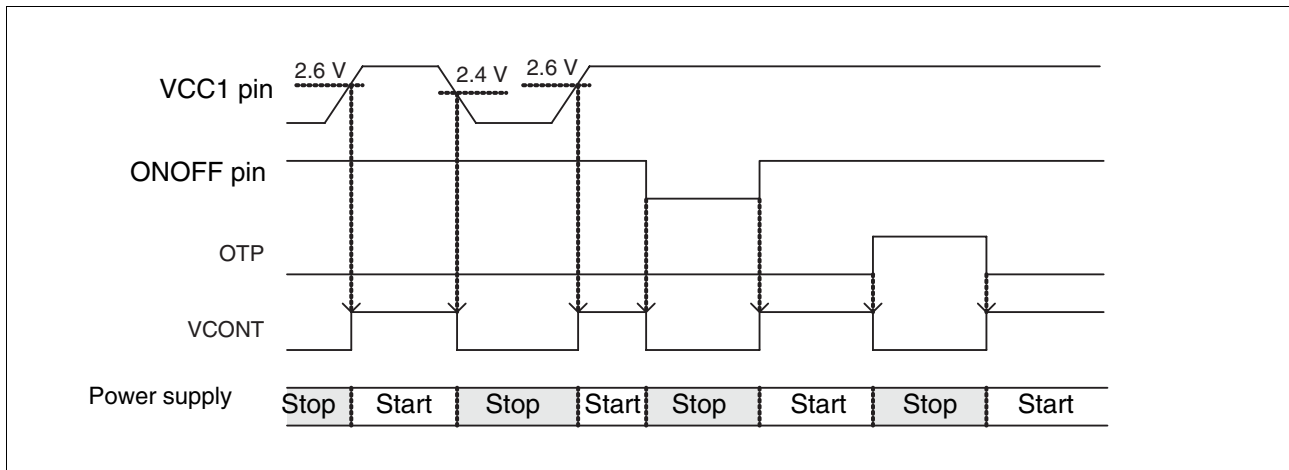 2.6 V
2.4 V
2.6 V
VCC1 pin
ONOFF pin
OTP
VCONT
Power supply
Stop Start Stop Start Stop Start Stop Start